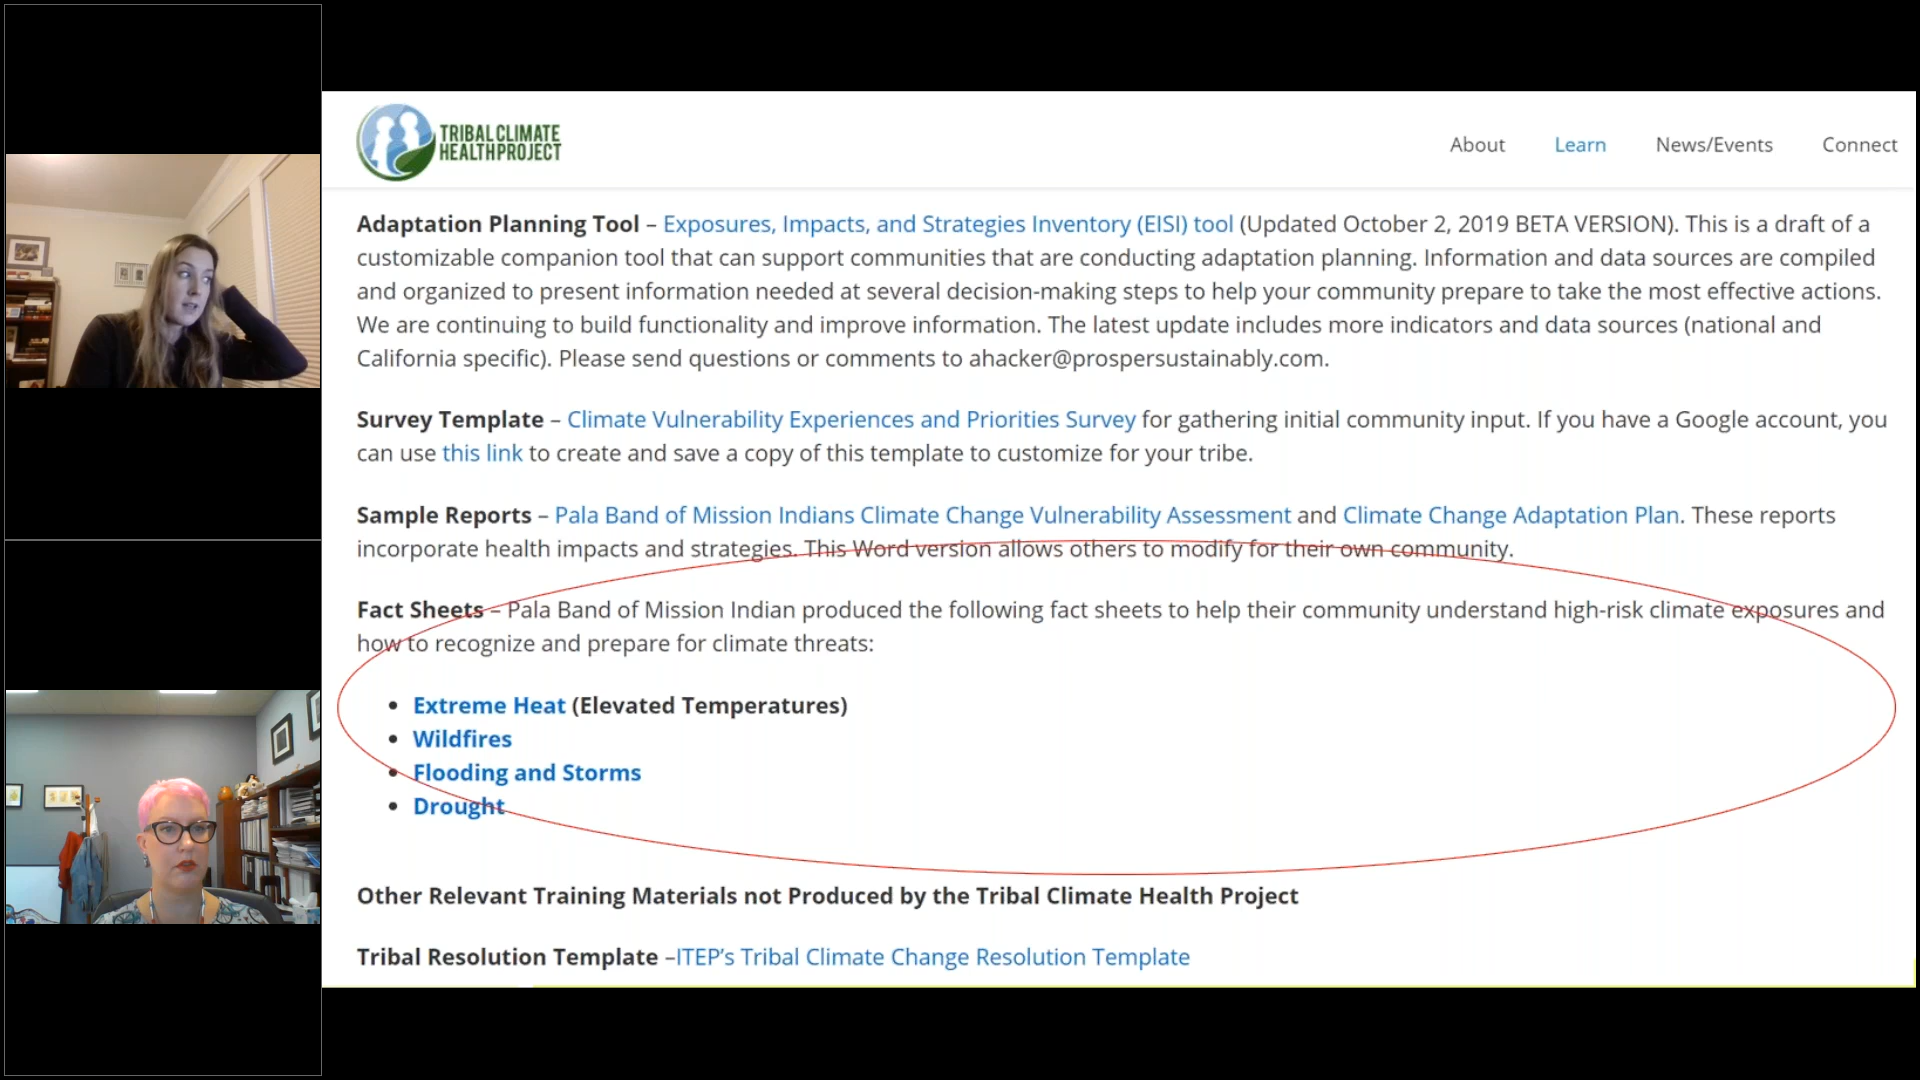 TRIBAL CLIMATE
HEALTH PROJECT
About Learn News/Events Connect
Adaptation Planning Tool – Exposures, Impacts, and Strategies Inventory (EISI) tool (Updated October 2, 2019 BETA VERSION). This is a draft of a
customizable companion tool that can support communities that are conducting adaptation planning. Information and data sources are compiled
and organized to present information needed at several decision-making steps to help your community prepare to take the most effective actions.
We are continuing to build functionality and improve information. The latest update includes more indicators and data sources (national and
California specific). Please send questions or comments to ahacker@prospersustainably.com.
Survey Template – Climate Vulnerability Experiences and Priorities Survey for gathering initial community input. If you have a Google account, you
can use this link to create and save a copy of this template to customize for your tribe.
Sample Reports – Pala Band of Mission Indians Climate Change Vulnerability Assessment and Climate Change Adaptation Plan. These reports
incorporate health impacts and strategies. This Word version allows others to modify for their own community.
Fact Sheets – Pala Band of Mission Indian produced the following fact sheets to help their community understand high-risk climate exposures and
how to recognize and prepare for climate threats:
• Extreme Heat (Elevated Temperatures)
• Wildfires
• Flooding and Storms
• Drought
Other Relevant Training Materials not Produced by the Tribal Climate Health Project
Tribal Resolution Template –ITEP's Tribal Climate Change Resolution Template